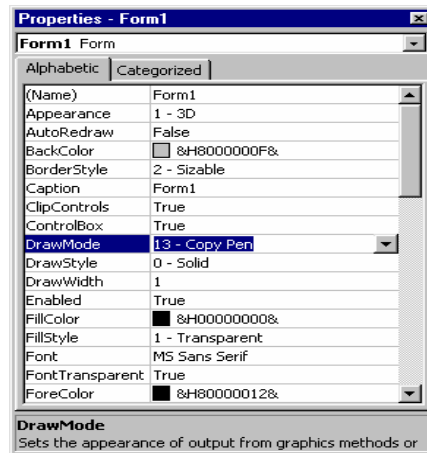 Properties - Form1
Form1 Form
Alphabetic Categorized
(Name) Form1
Appearance 1 - 3D
AutoRedraw False
BackColor &H8000000F&
BorderStyle 2 - Sizable
Caption Form1
ClipControls True
ControlBox True
DrawMode 13 - Copy Pen
DrawStyle 0 - Solid
DrawWidth 1
Enabled True
FillColor &H00000000&
FillStyle 1 - Transparent
Font MS Sans Serif
FontTransparent True
ForeColor &H80000012&
DrawMode
Sets the appearance of output from graphics methods or